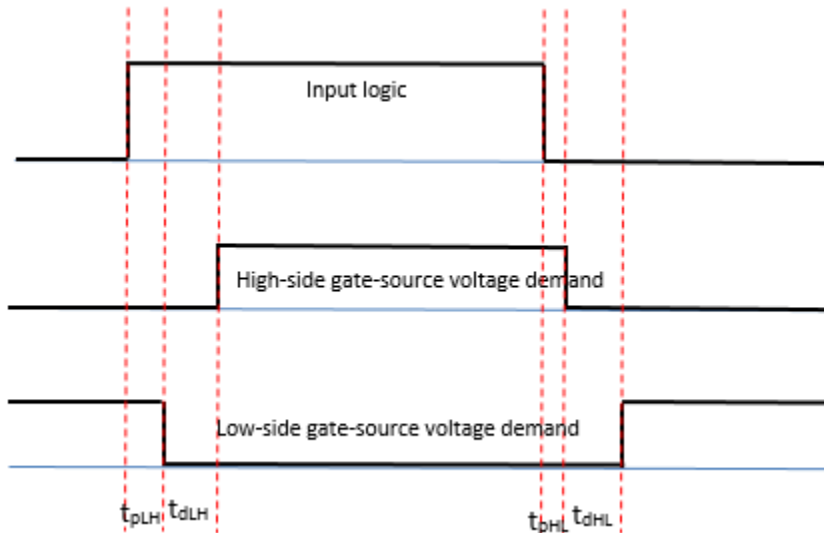 Input logic
High-side gate-source voltage demand
Low-side gate-source voltage demand
tpLH tdLH tpHL tdHL